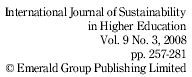 International Journal of Sustainability
in Higher Education
Vol. 9 No. 3, 2008
pp. 257-281
© Emerald Group Publishing Limited